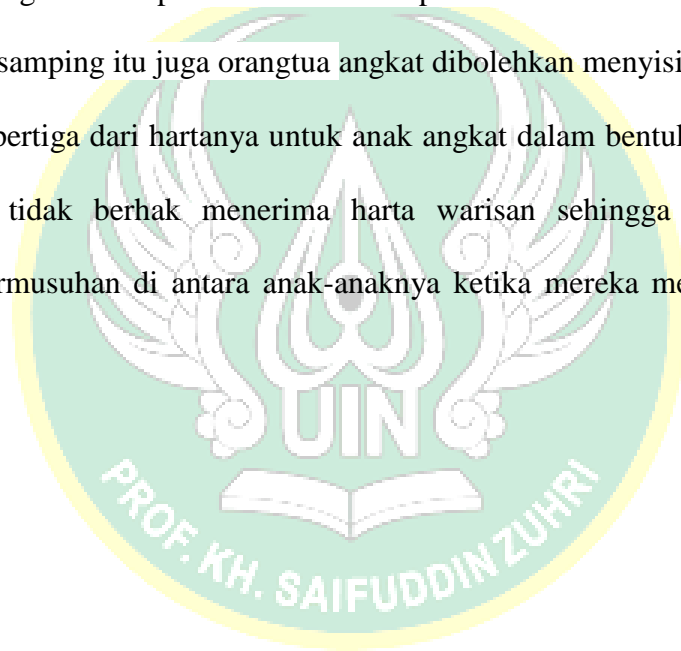 samping itu juga orangtua angkat dibolehkan menyisi
pertiga dari hartanya untuk anak angkat dalam bentuk
tidak berhak menerima harta warisan sehingga
rmusuhan di antara anak-anaknya ketika mereka me
UIN
PROF. KH. SAIFUDDIN ZUHRI